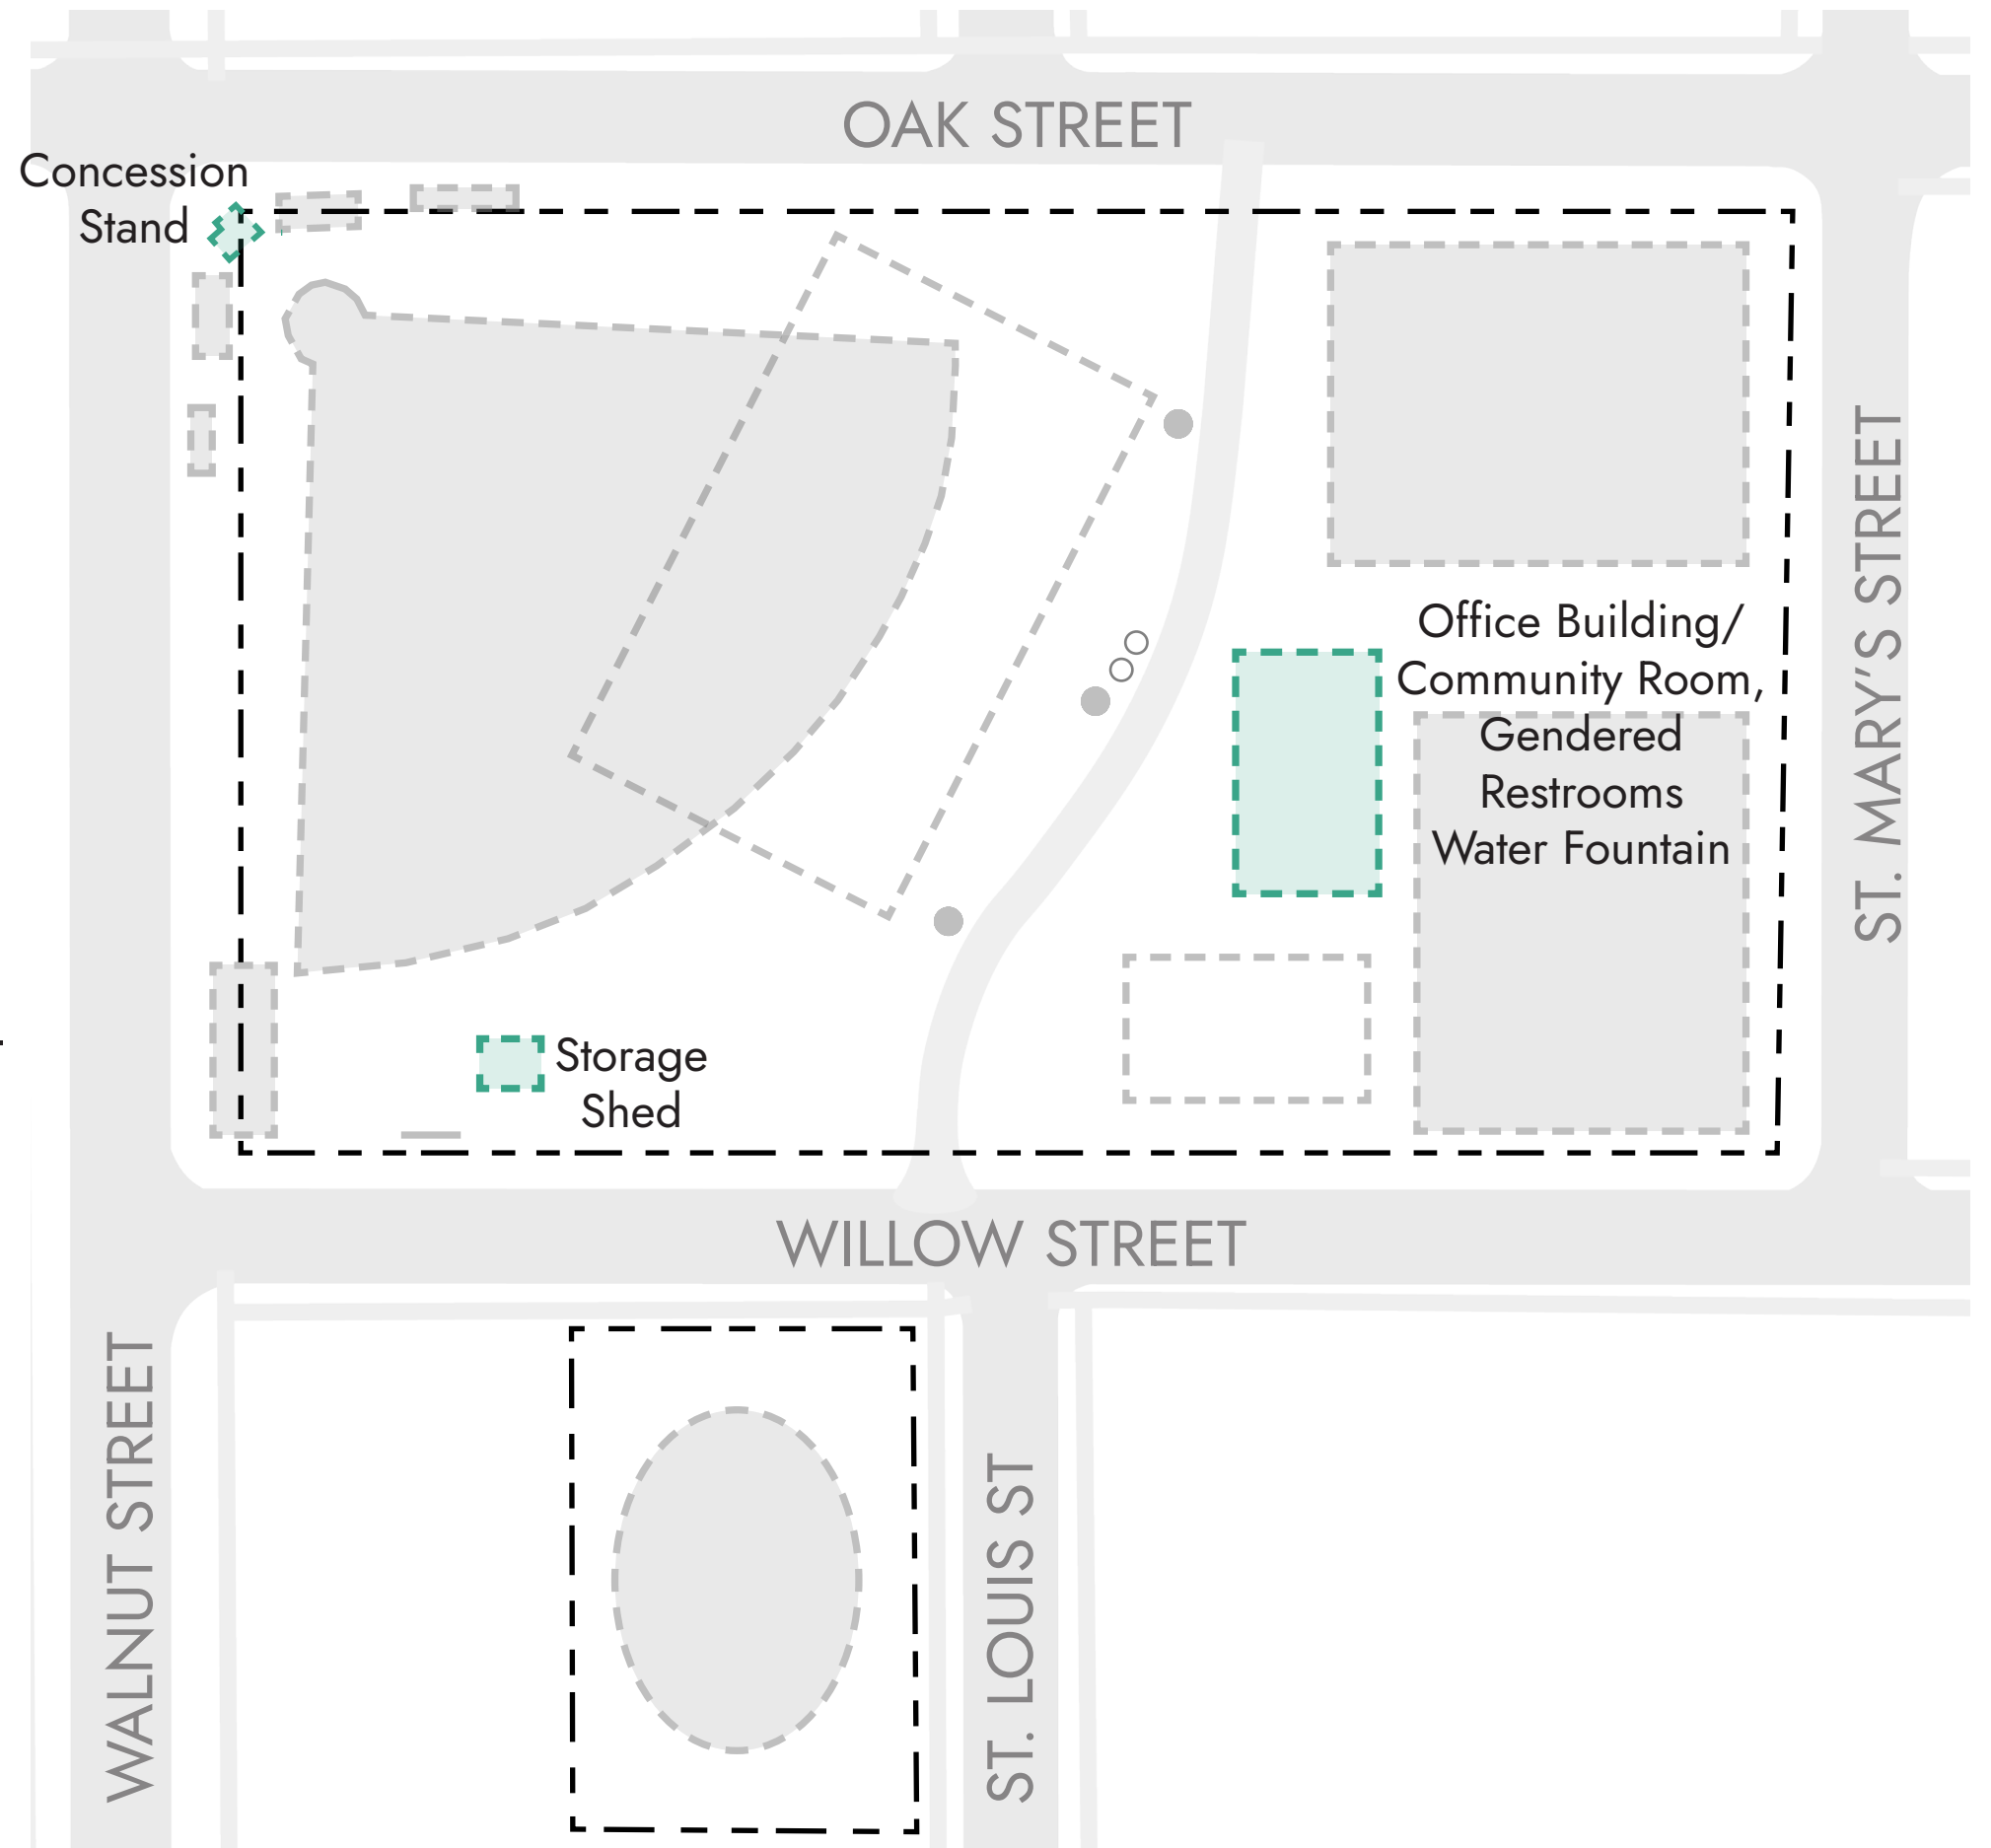 OAK STREET
Concession
Stand
Office Building/
Community Room,
Gendered
Restrooms
Water Fountain
ST. MARY'S STREET
Storage
Shed
WILLOW STREET
WALNUT STREET
ST. LOUIS ST